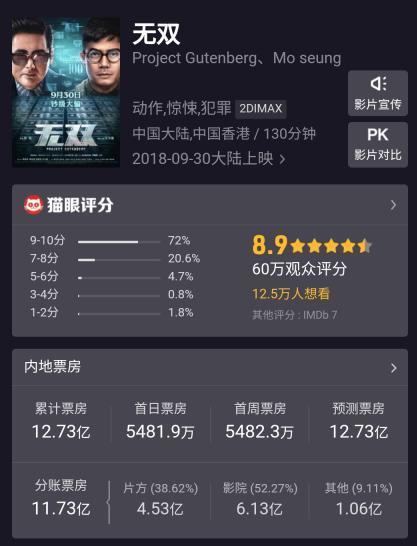 无双
Project Gutenberg、Mo seung
9月30日
钞接大脑
无双
PROJECT GUTENBERG
动作,惊悚,犯罪 2DIMAX
中国大陆,中国香港 / 130分钟
2018-09-30大陆上映 >
影片宣传
PK
影片对比
猫眼评分 >
9-10分 72%
7-8分 20.6%
5-6分 4.7%
3-4分 0.8%
1-2分 1.8%
8.9
60万观众评分
12.5万人想看
其他评分 : IMDb 7
内地票房 >
累计票房 首日票房 首周票房 预测票房
12.73亿 5481.9万 5482.3万 12.73亿
分账票房 片方 (38.62%) 影院 (52.27%) 其他 (9.11%)
11.73亿 4.53亿 6.13亿 1.06亿